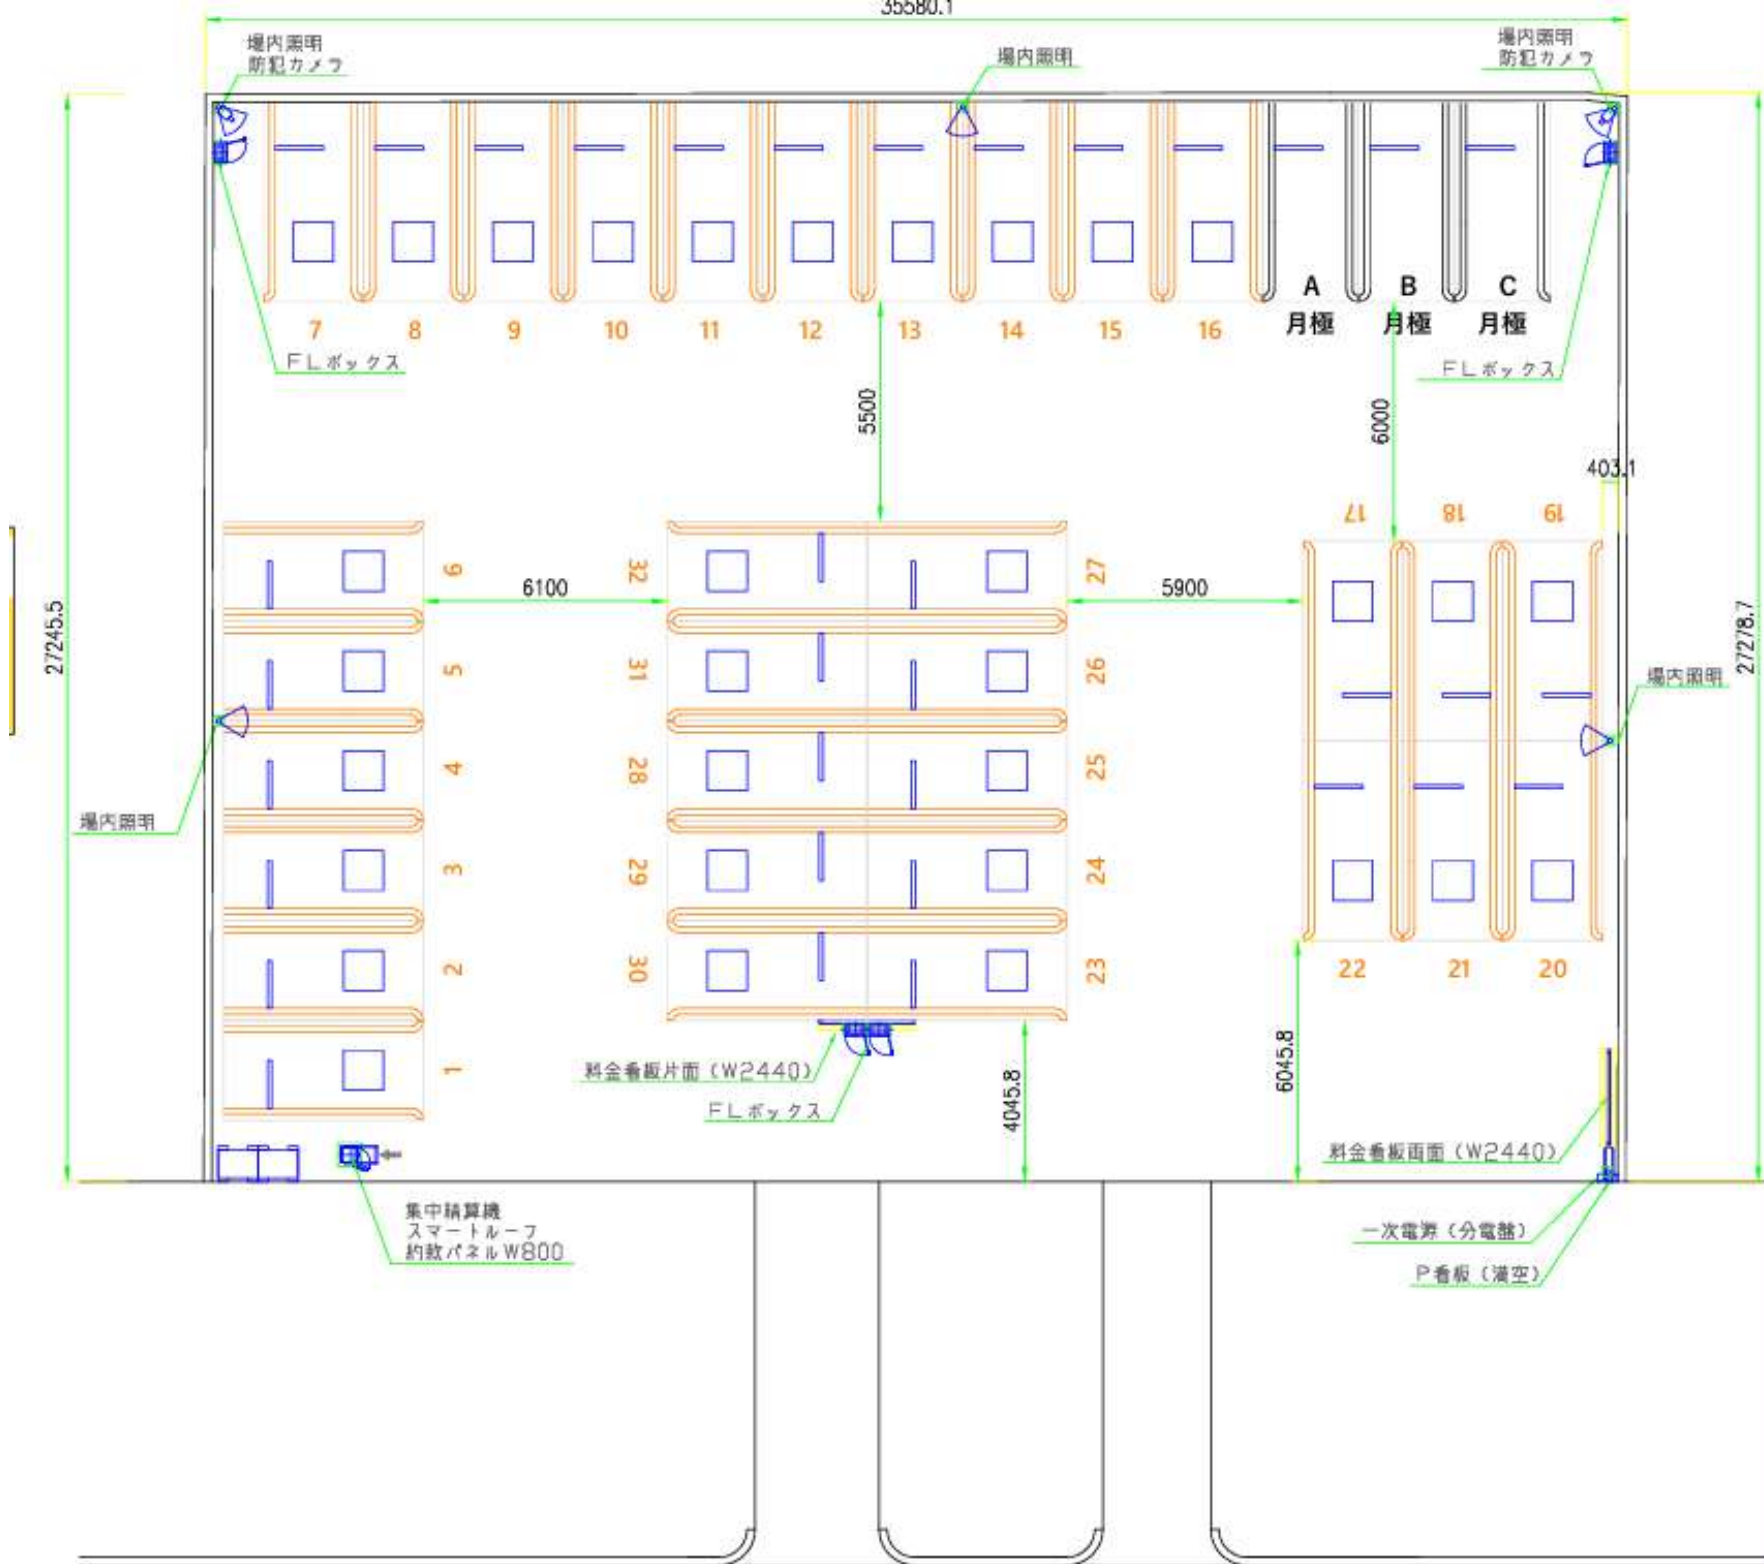 35580.1
場内照明
防犯カメラ
場内照明
場内照明
防犯カメラ
A
B
C
月極
月極
月極
7
8
9
10
11
12
13
14
15
16
FLボックス
FLボックス
5500
6000
403.1
17
18
19
6
32
27
6100
5900
27245.5
27278.7
5
31
26
場内照明
4
28
25
場内照明
3
29
24
2
30
23
22
21
20
1
料金看板片面（W2440）
FLボックス
4045.8
6045.8
料金看板両面（W2440）
集中精算機
スマートルーフ
約款パネルW800
一次電源（分電盤）
P看板（満空）